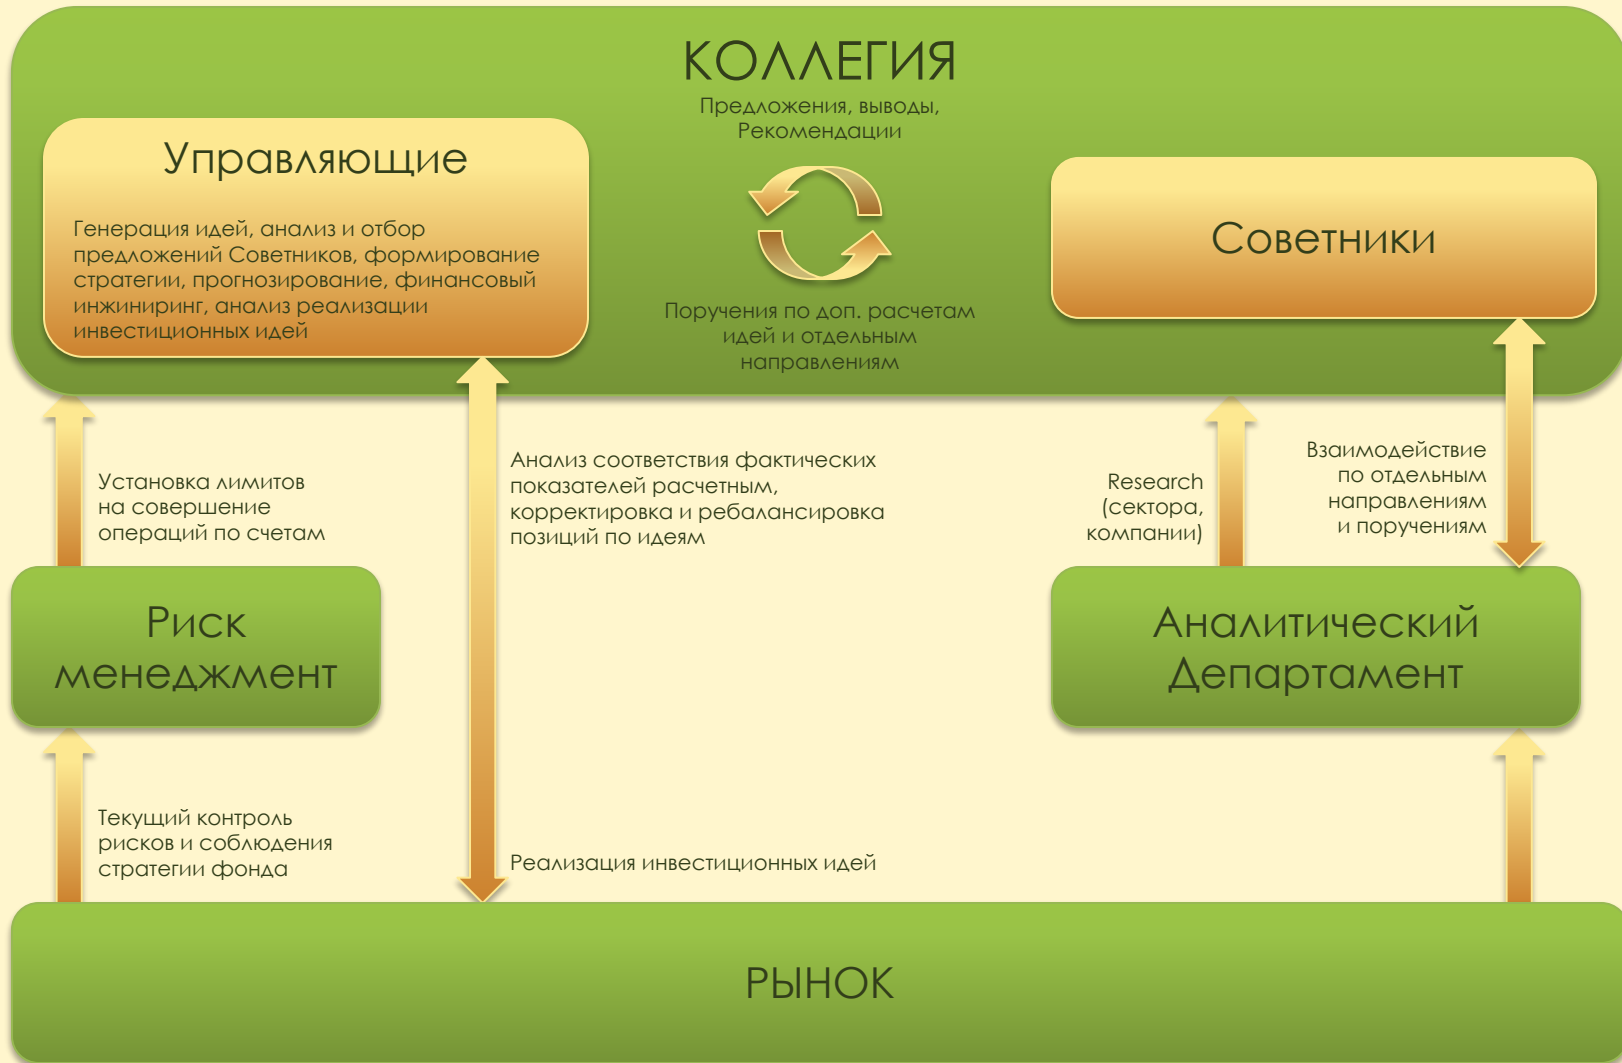 КОЛЛЕГИЯ
Предложения, выводы,
Рекомендации
Управляющие
Генерация идей, анализ и отбор
предложений Советников, формирование
стратегии, прогнозирование, финансовый
инжиниринг, анализ реализации
инвестиционных идей
Советники
Поручения по доп. расчетам
идей и отдельным
направлениям
Установка лимитов
на совершение
операций по счетам
Анализ соответствия фактических
показателей расчетным,
корректировка и ребалансировка
позиций по идеям
Research
(сектора,
компании)
Взаимодействие
по отдельным
направлениям
и поручениям
Риск
менеджмент
Аналитический
Департамент
Текущий контроль
рисков и соблюдения
стратегии фонда
Реализация инвестиционных идей
РЫНОК